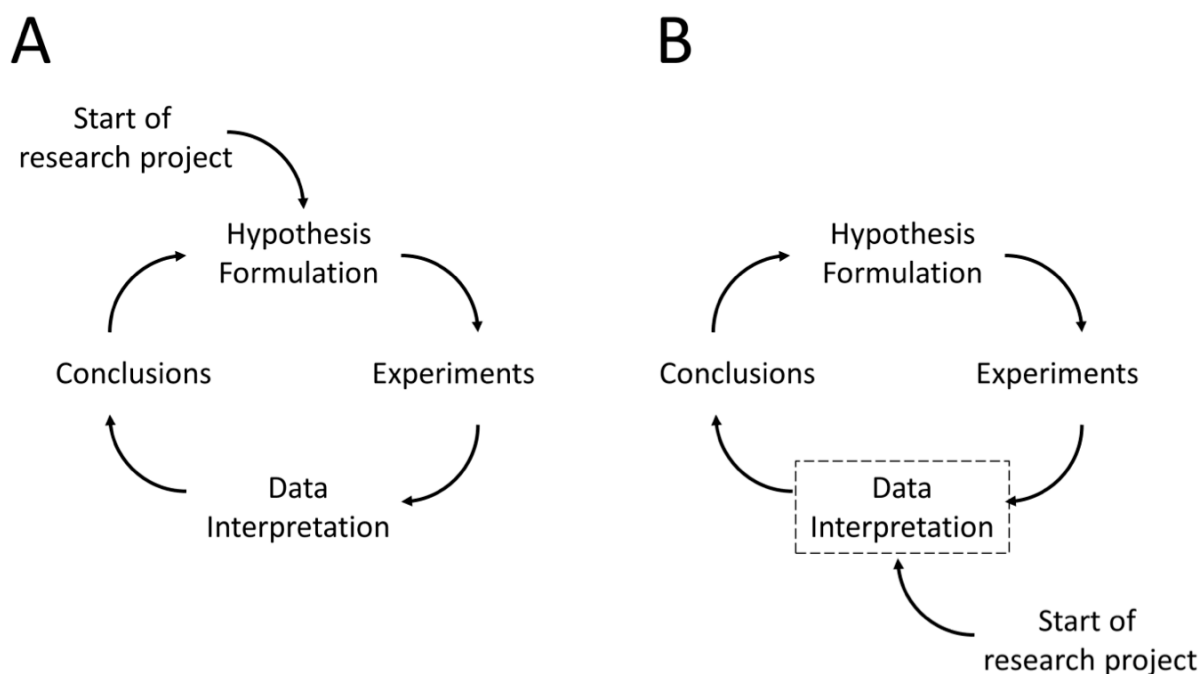 A
Start of
research project
Hypothesis
Formulation
Conclusions
Experiments
Data
Interpretation
B
Hypothesis
Formulation
Conclusions
Experiments
Data
Interpretation
Start of
research project